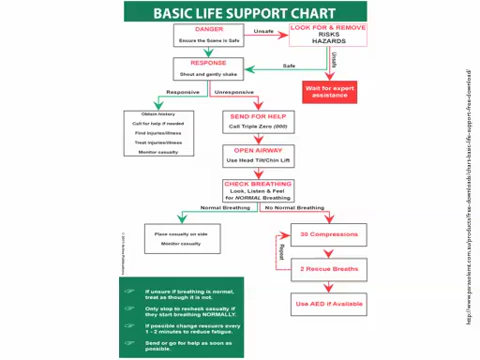 BASIC LIFE SUPPORT CHART
DANGER
Ensure the Scene is Safe
Unsafe
LOOK FOR & REMOVE
RISKS
HAZARDS
RESPONSE
Shout and gently shake
Safe
Unsafe
Wait for expert
assistance
Responsive
Unresponsive
Obtain history
Call for help if needed
Find injuries/illness
Treat injuries/illness
Monitor casualty
SEND FOR HELP
Call Triple Zero (000)
OPEN AIRWAY
Use Head Tilt/Chin Lift
CHECK BREATHING
Look, Listen & Feel
for NORMAL Breathing
Normal Breathing
No Normal Breathing
Place casualty on side
Monitor casualty
30 Compressions
Repeat
2 Rescue Breaths
Use AED if Available
If unsure if breathing is normal,
treat as though it is not.
Only stop to recheck casualty if
they start breathing NORMALLY.
If possible change rescuers every
1 - 2 minutes to reduce fatigue.
Send or go for help as soon as
possible.